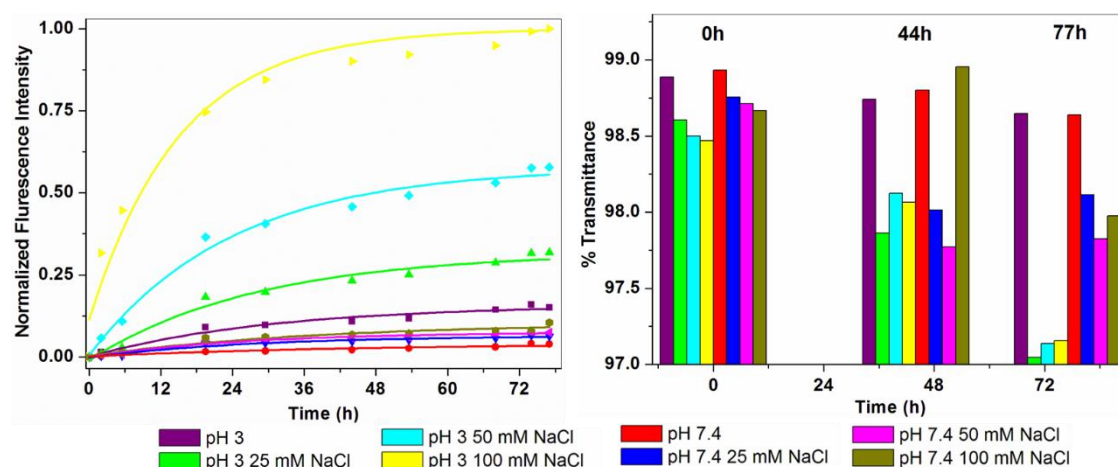 Normalized Flurescence Intensity
1.00
0.75
0.50
0.25
0.00
0 12 24 36 48 60 72
Time (h)
% Transmittance
0h 44h 77h
99.0
98.5
98.0
97.5
97.0
0 24 48 72
Time (h)
pH 3
pH 3 50 mM NaCl
pH 7.4
pH 7.4 50 mM NaCl
pH 3 25 mM NaCl
pH 3 100 mM NaCl
pH 7.4 25 mM NaCl
pH 7.4 100 mM NaCl